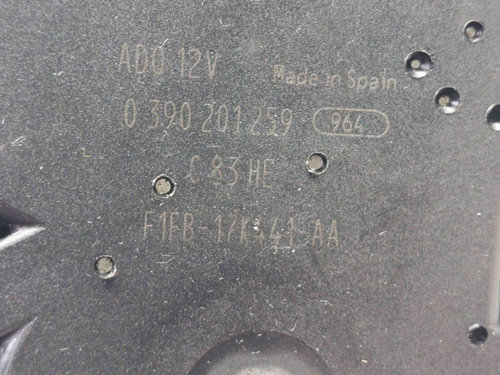 ADO 12V Made in Spain
0 390 201 259 964
C 83 HE
F1FB-17K441-AA